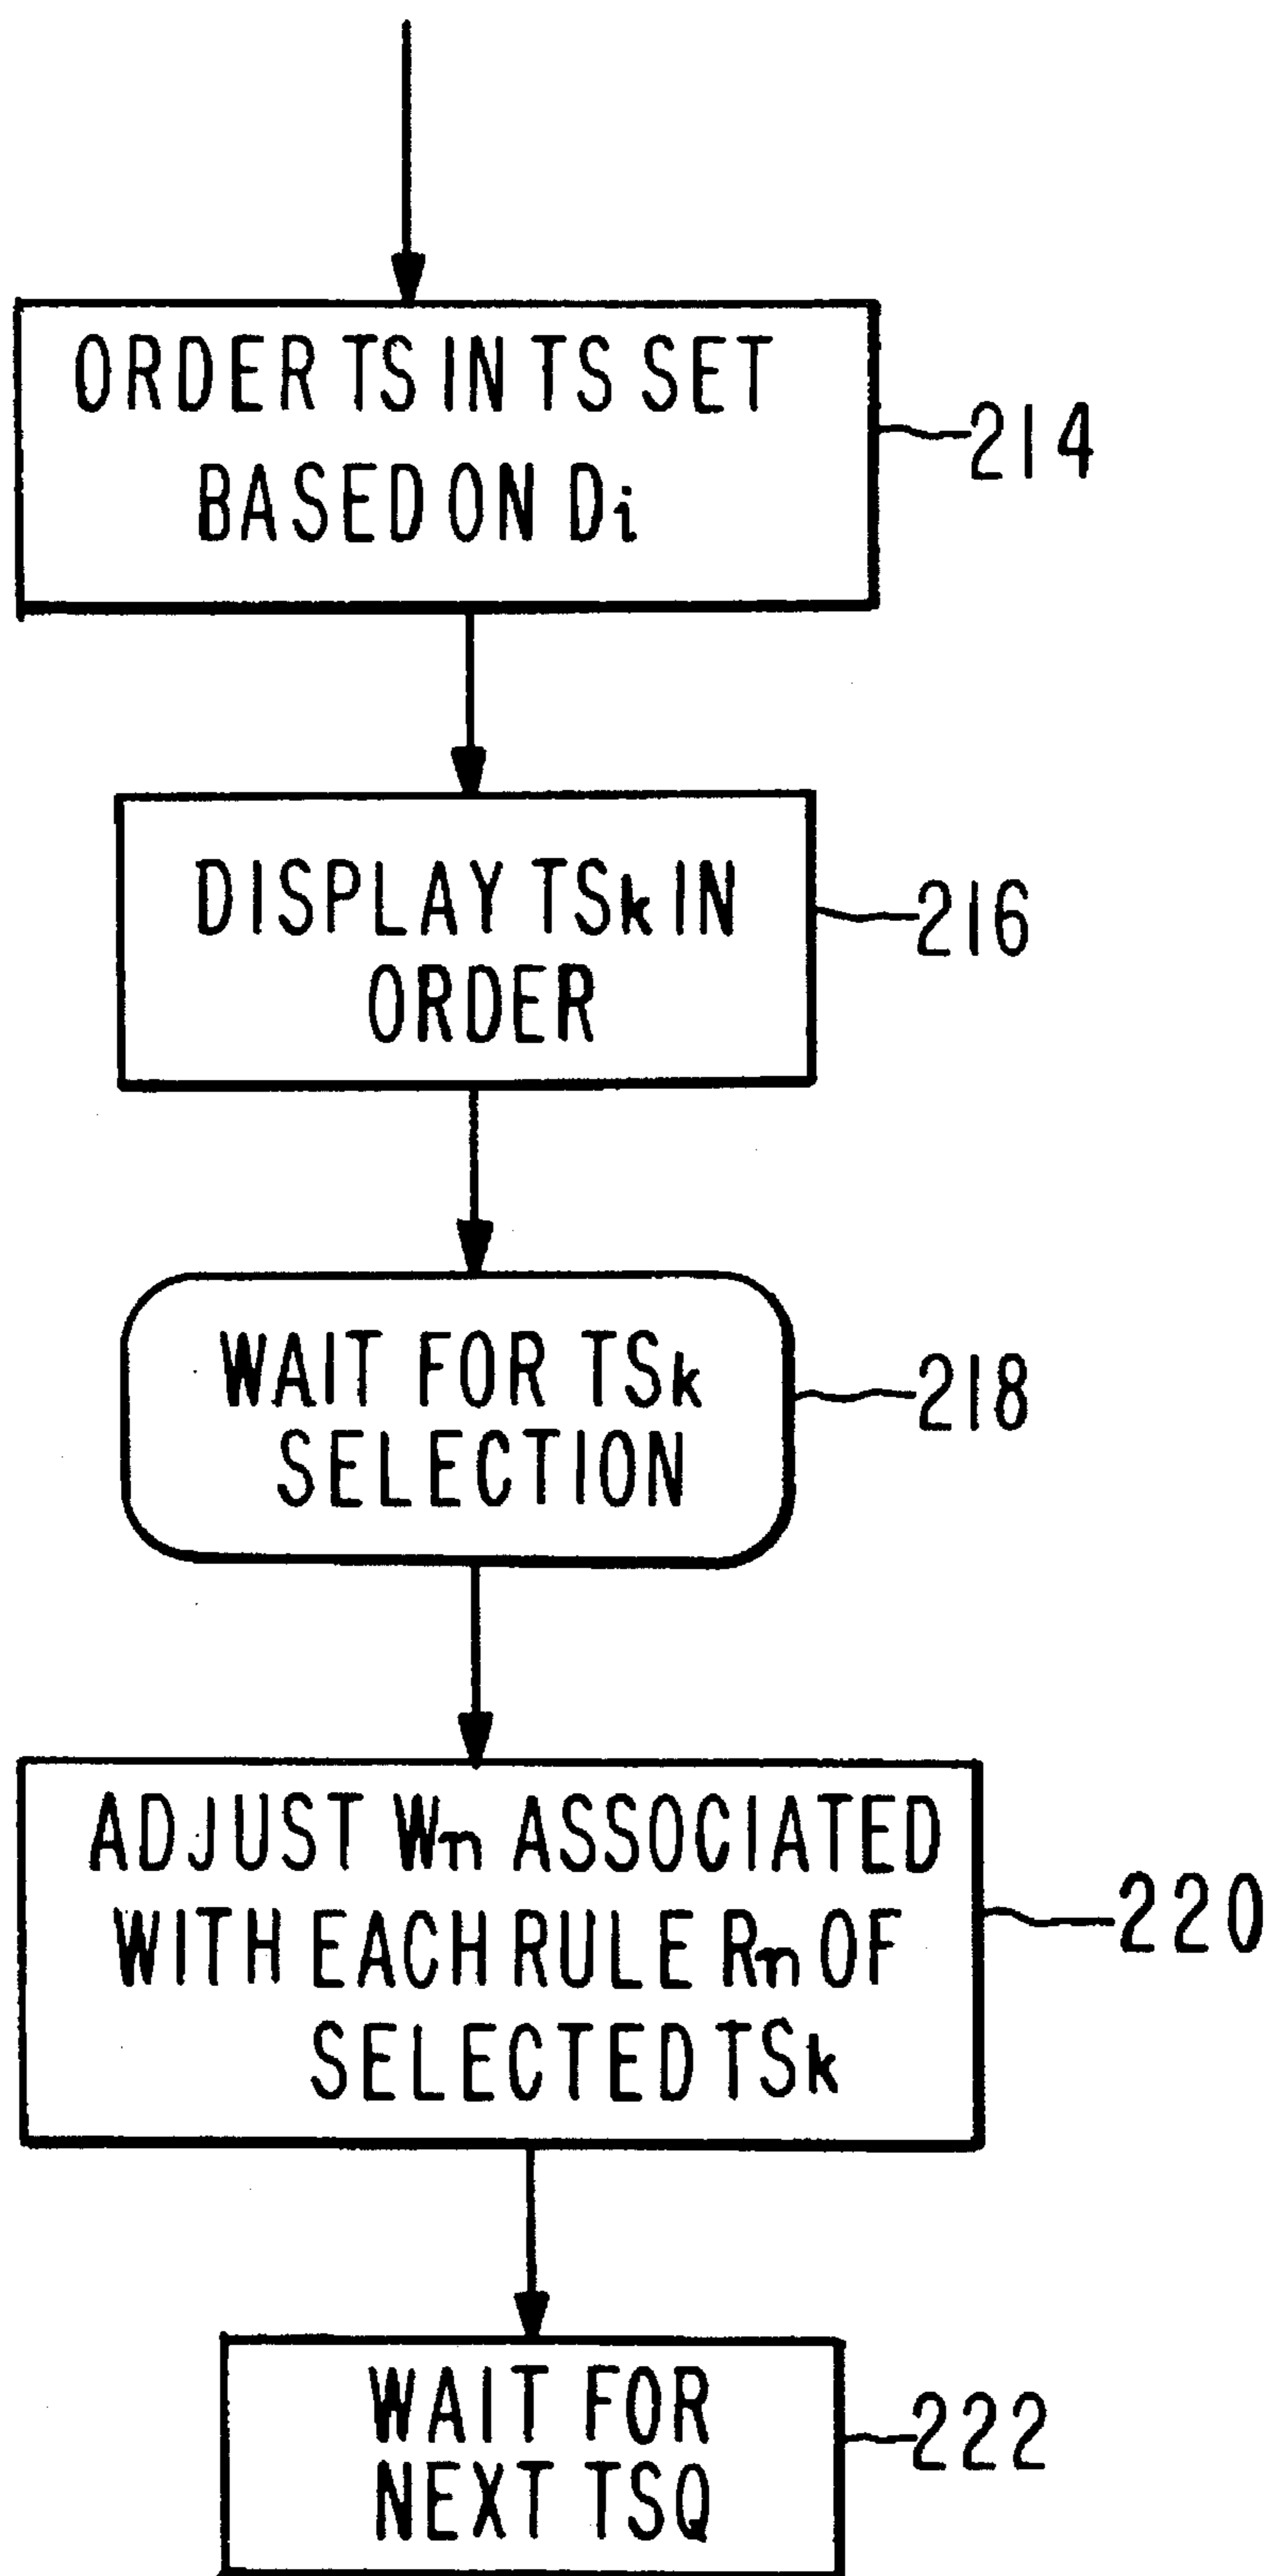 ORDER TS IN TS SET
BASED ON Di
214
DISPLAY TSk IN
ORDER
216
WAIT FOR TSk
SELECTION
218
ADJUST Wn ASSOCIATED
WITH EACH RULE Rn OF
SELECTED TSk
220
WAIT FOR
NEXT TSQ
222